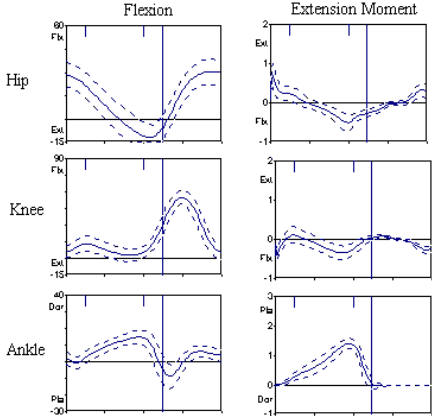 Flexion Extension Moment
60
Flx
2
Ext
1
Hip
0
Ext
-15
Flx
-1
90
Flx
2
Ext
1
Knee
0
Ext
-15
Flx
-1
40
Dor
3
Pla
2
Ankle
1
0
Pla
-30
Dor
-1